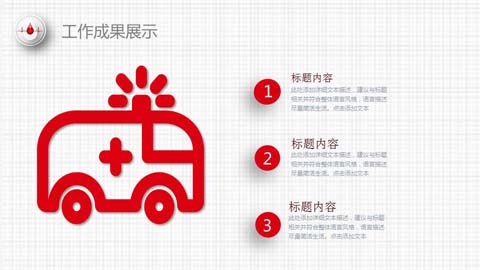 工作成果展示
1
标题内容
此处添加详细文本描述，建议与标题
相关并符合整体语言风格，语言描述
尽量简洁生活。点击添加文本
2
标题内容
此处添加详细文本描述，建议与标题
相关并符合整体语言风格，语言描述
尽量简洁生活。点击添加文本
3
标题内容
此处添加详细文本描述，建议与标题
相关并符合整体语言风格，语言描述
尽量简洁生活。点击添加文本